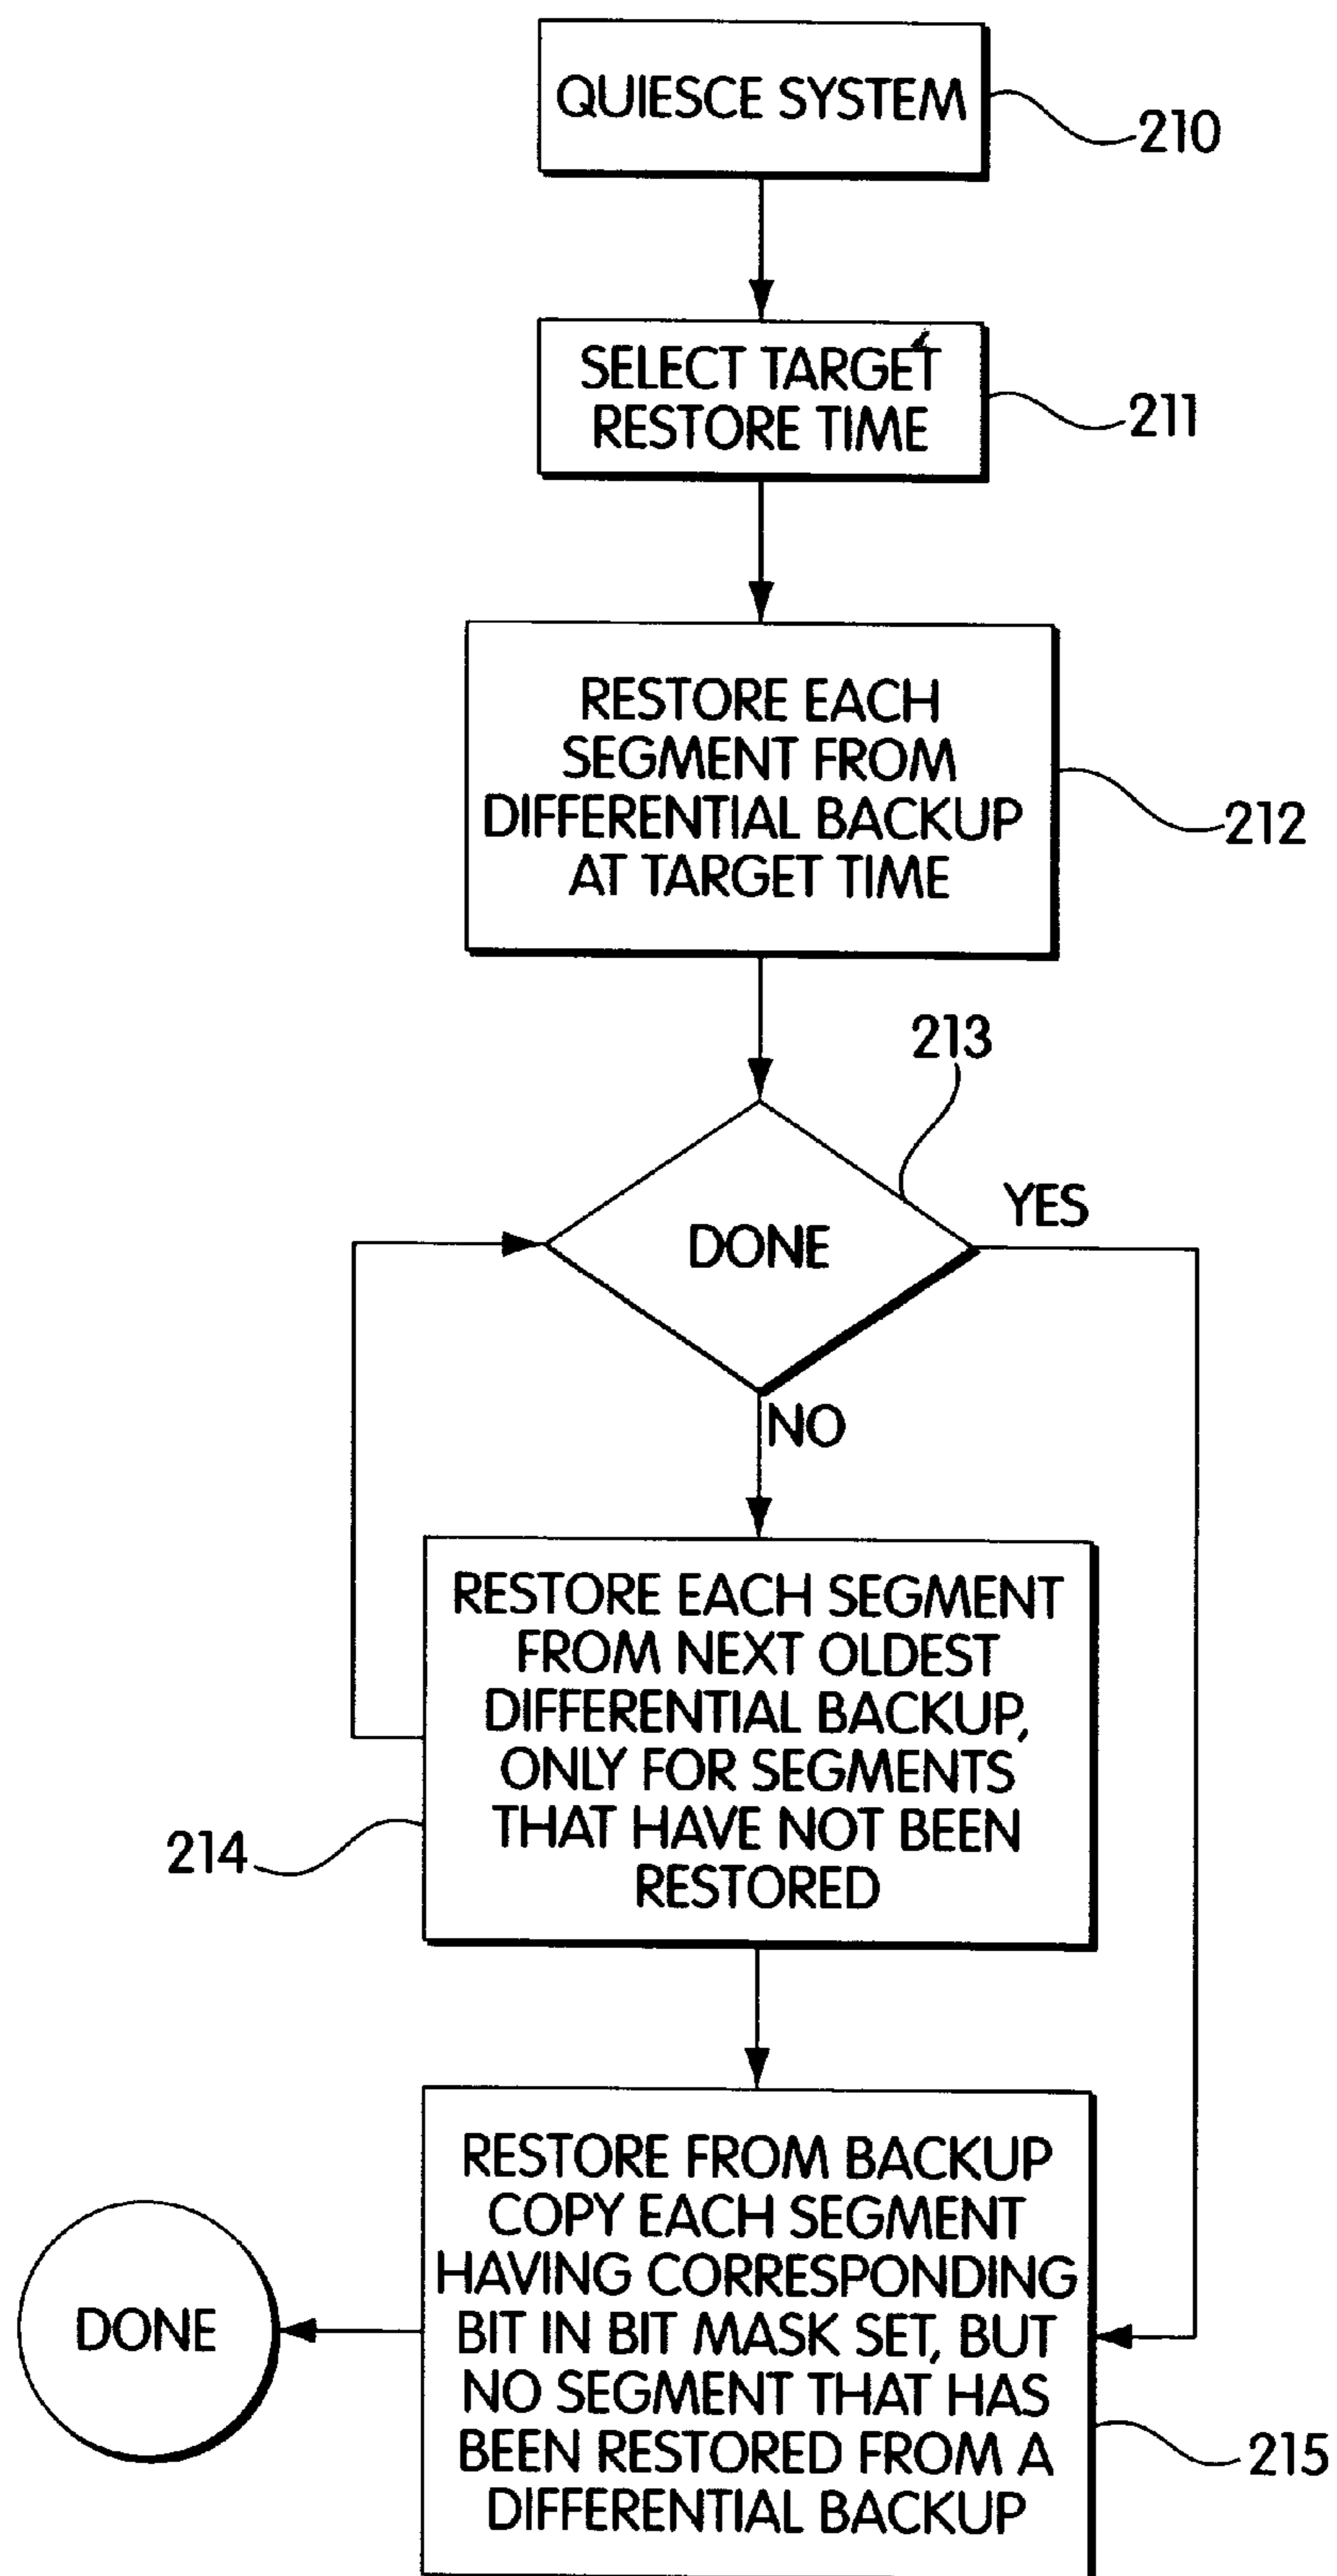 QUIESCE SYSTEM
210
SELECT TARGET
RESTORE TIME
211
RESTORE EACH
SEGMENT FROM
DIFFERENTIAL BACKUP
AT TARGET TIME
212
213
DONE
YES
NO
RESTORE EACH SEGMENT
FROM NEXT OLDEST
DIFFERENTIAL BACKUP,
ONLY FOR SEGMENTS
THAT HAVE NOT BEEN
RESTORED
214
RESTORE FROM BACKUP
COPY EACH SEGMENT
HAVING CORRESPONDING
BIT IN BIT MASK SET, BUT
NO SEGMENT THAT HAS
BEEN RESTORED FROM A
DIFFERENTIAL BACKUP
215
DONE